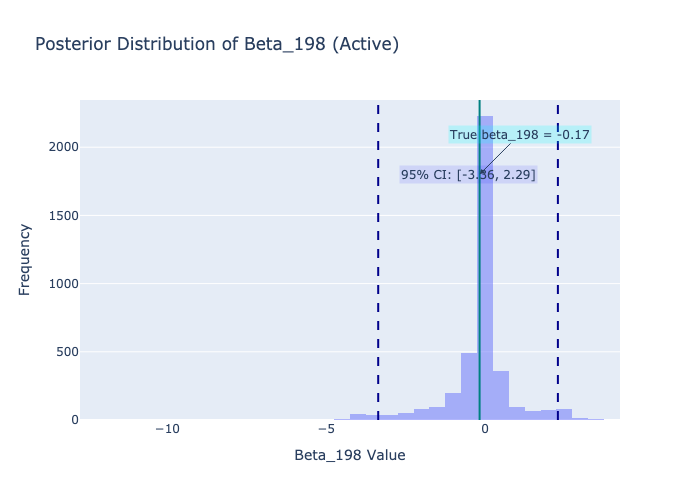 Posterior Distribution of Beta_198 (Active)
True beta_198 = -0.17
95% CI: [-3.36, 2.29]
2000
1500
1000
500
0
Frequency
−10
−5
0
Beta_198 Value